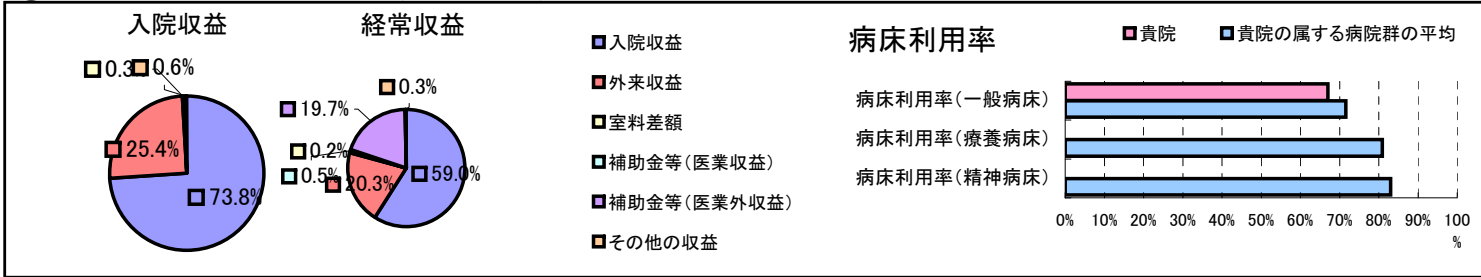 入院収益
経常収益
0.3%
0.6%
25.4%
73.8%
0.3%
19.7%
0.2%
0.5%
20.3%
59.0%
入院収益
外来収益
室料差額
補助金等(医業収益)
補助金等(医業外収益)
その他の収益
病床利用率
貴院
貴院の属する病院群の平均
病床利用率(一般病床)
病床利用率(療養病床)
病床利用率(精神病床)
0% 10% 20% 30% 40% 50% 60% 70% 80% 90% 100
%